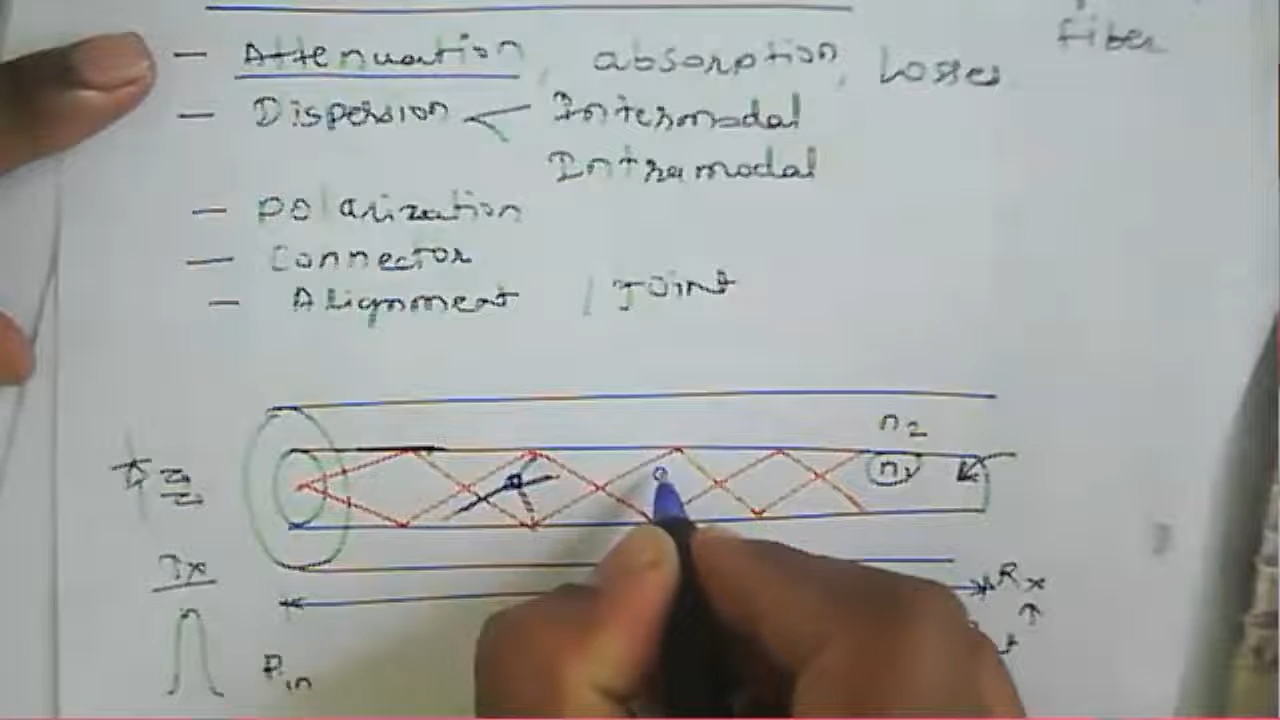 fiber
- Attenuation, absorption, Losses
- Dispersion < Intermodal
Intramodal
- Polarization
- Connector
- Alignment / Joint
n2
n1
Tx
Rx
Pin